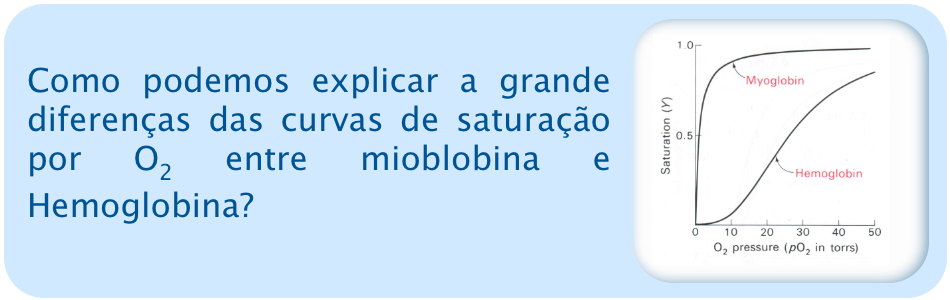 Como podemos explicar a grande
diferenças das curvas de saturação
por O₂ entre mioblobina e
Hemoglobina?
1.0
Myoglobin
Saturation (Y)
0.5
Hemoglobin
0 10 20 30 40 50
O₂ pressure (pO₂ in torrs)